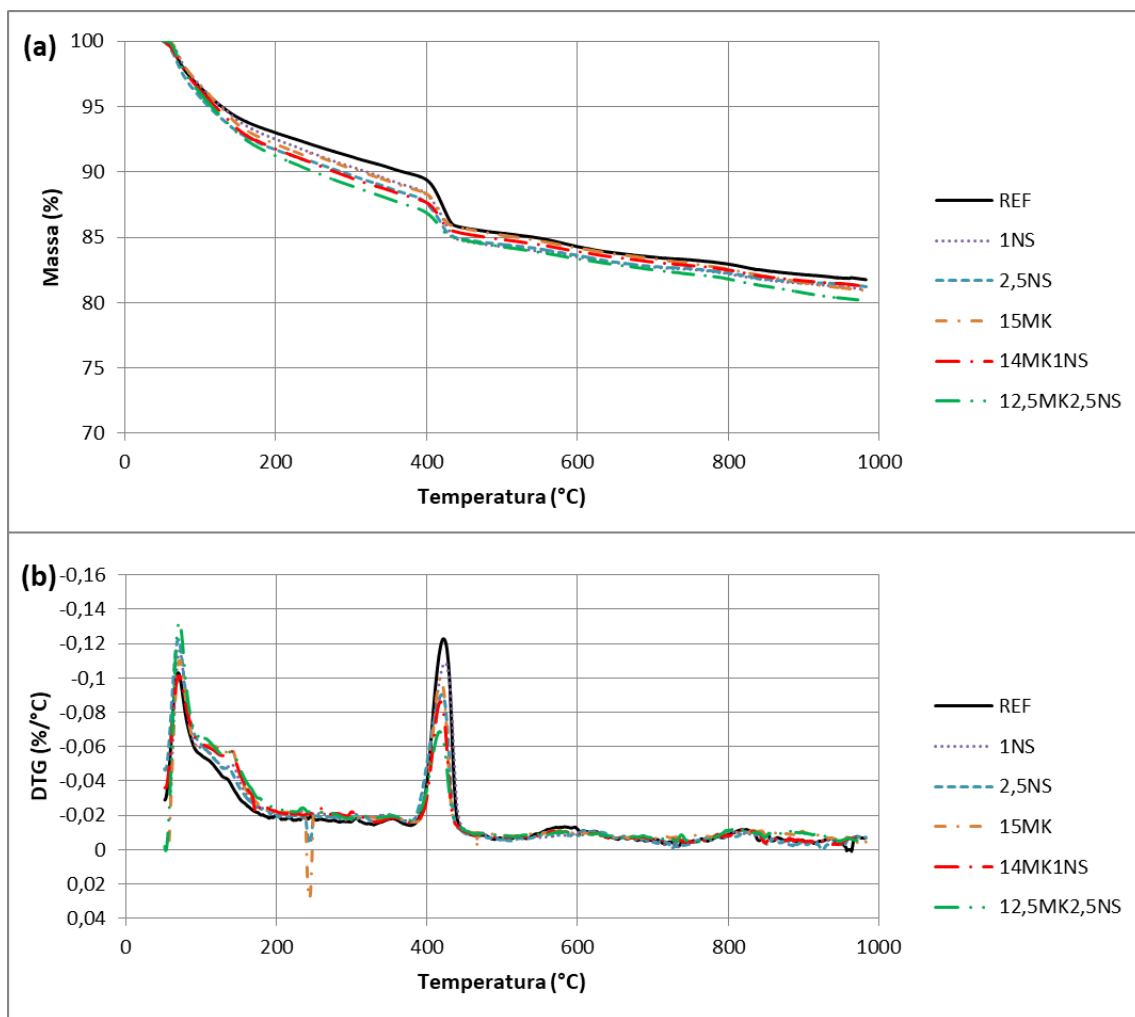 (a)
Massa (%)
100
95
90
85
80
75
70
0 200 400 600 800 1000
Temperatura (°C)
REF
1NS
2,5NS
15MK
14MK1NS
12,5MK2,5NS
(b)
DTG (%/°C)
-0,16
-0,14
-0,12
-0,1
-0,08
-0,06
-0,04
-0,02
0
0,02
0,04
0 200 400 600 800 1000
Temperatura (°C)
REF
1NS
2,5NS
15MK
14MK1NS
12,5MK2,5NS